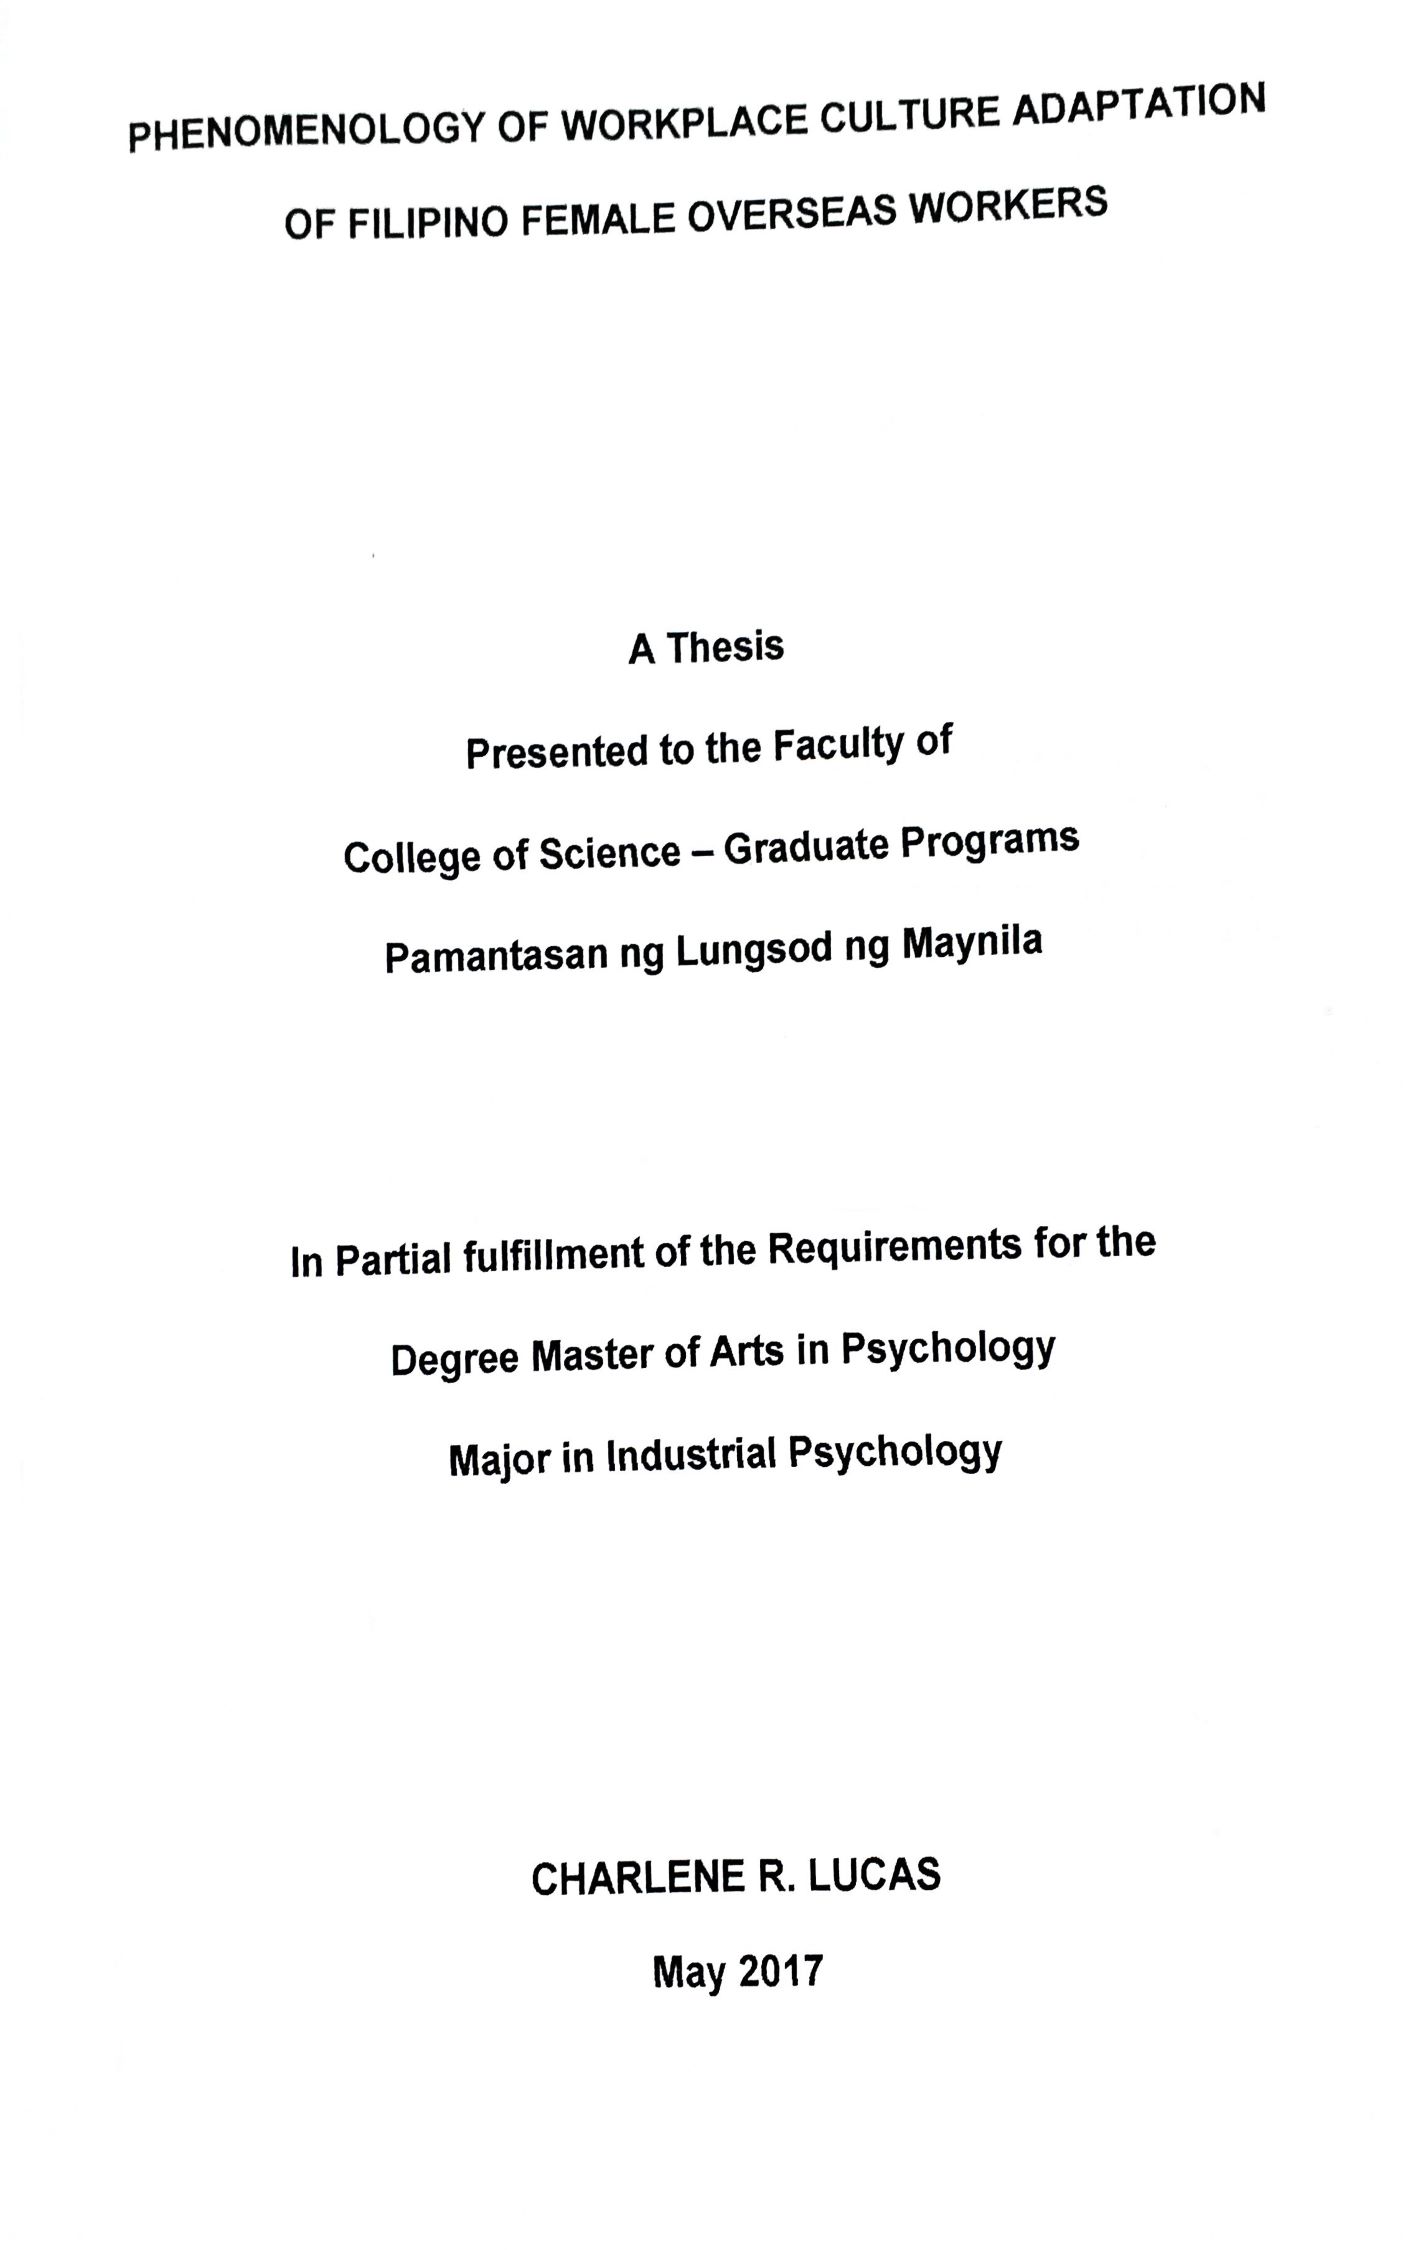 PHENOMENOLOGY OF WORKPLACE CULTURE ADAPTATION
OF FILIPINO FEMALE OVERSEAS WORKERS
A Thesis
Presented to the Faculty of
College of Science – Graduate Programs
Pamantasan ng Lungsod ng Maynila
In Partial fulfillment of the Requirements for the
Degree Master of Arts in Psychology
Major in Industrial Psychology
CHARLENE R. LUCAS
May 2017